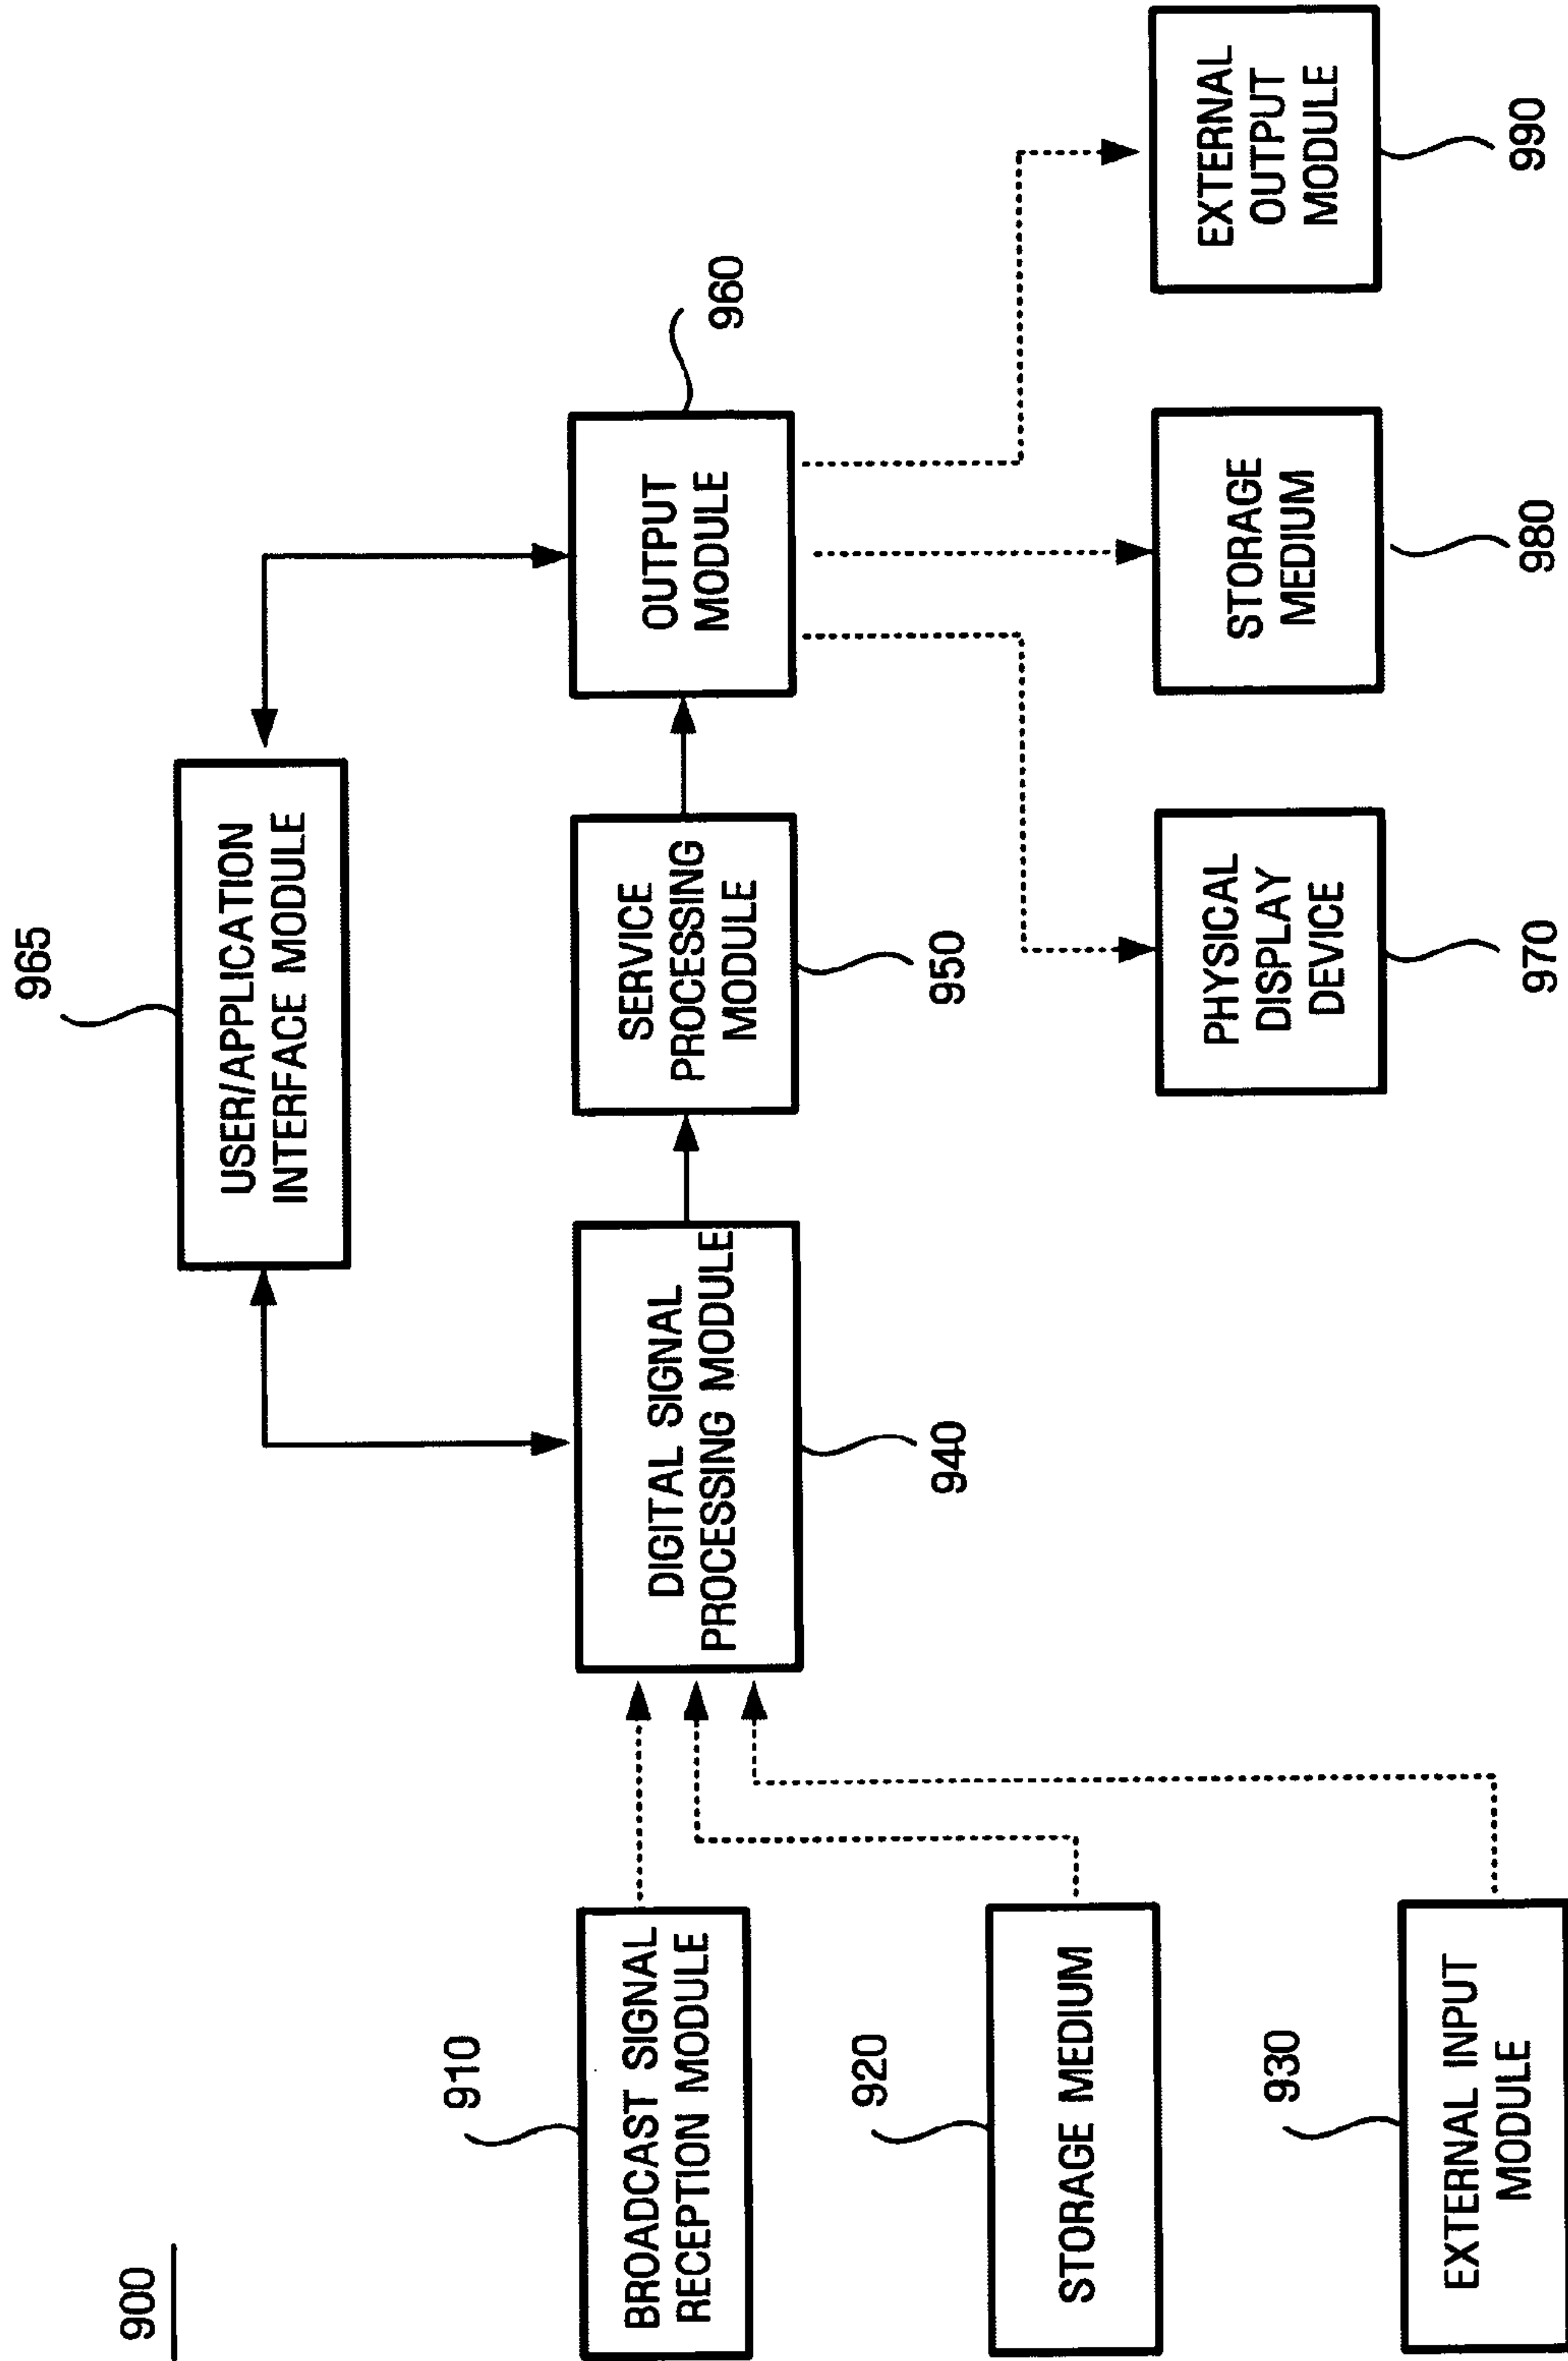 900
965
USER/APPLICATION
INTERFACE MODULE
910
BROADCAST SIGNAL
RECEPTION MODULE
DIGITAL SIGNAL
PROCESSING MODULE
940
SERVICE
PROCESSING
MODULE
950
OUTPUT
MODULE
960
920
STORAGE MEDIUM
930
EXTERNAL INPUT
MODULE
PHYSICAL
DISPLAY
DEVICE
970
STORAGE
MEDIUM
980
EXTERNAL
OUTPUT
MODULE
990